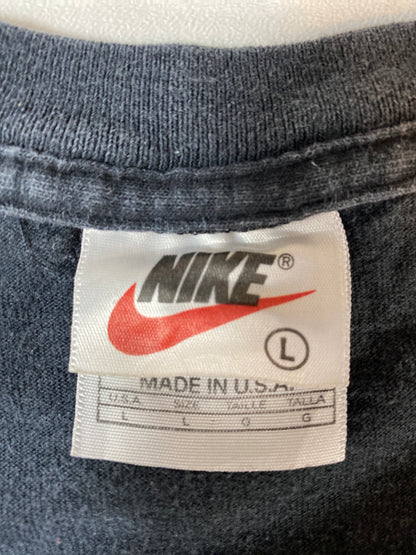 NIKE®
L
MADE IN U.S.A.
U.S.A SIZE TAILLE TALLA
L L G G